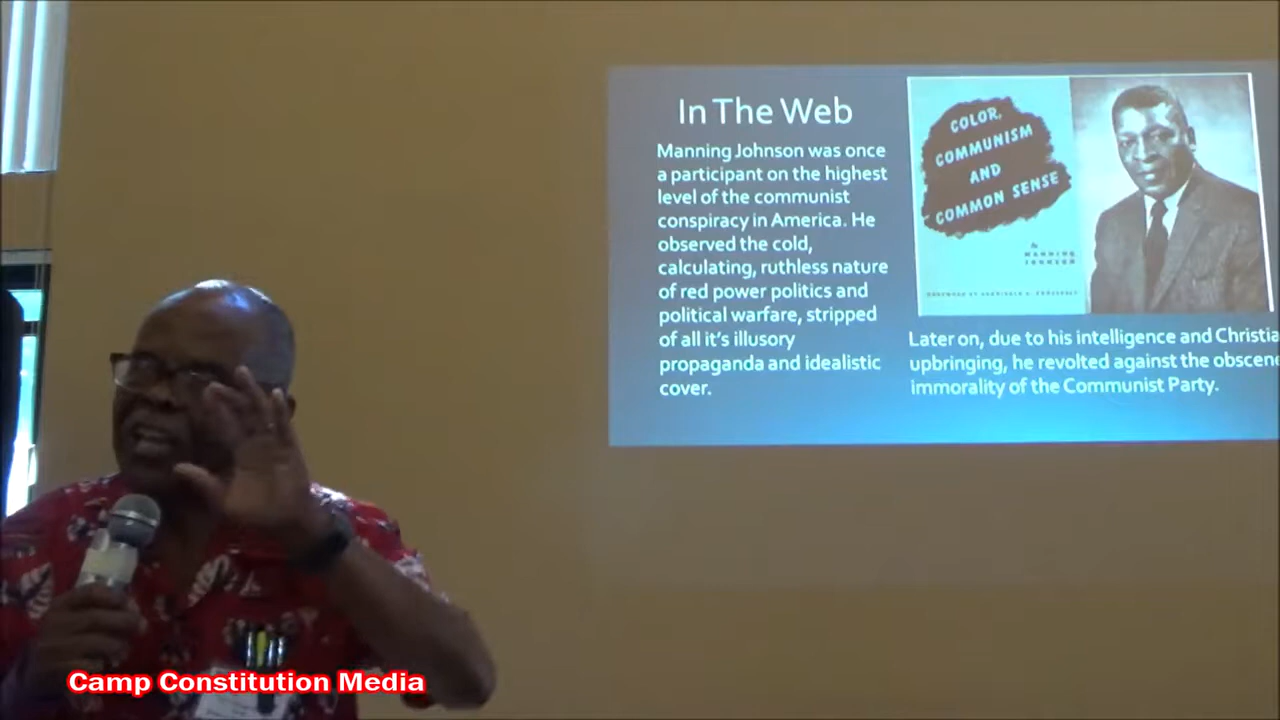 In The Web
Manning Johnson was once
a participant on the highest
level of the communist
conspiracy in America. He
observed the cold,
calculating, ruthless nature
of red power politics and
political warfare, stripped
of all it's illusory
propaganda and idealistic
cover.
COLOR,
COMMUNISM
AND
COMMON SENSE
By
MANNING
JOHNSON
Later on, due to his intelligence and Christia
upbringing, he revolted against the obscene
immorality of the Communist Party.
Camp Constitution Media